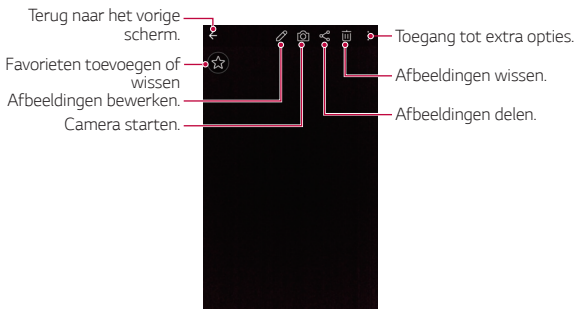 Terug naar het vorige
scherm.
Favorieten toevoegen of
wissen
Afbeeldingen bewerken.
Camera starten.
Toegang tot extra opties.
Afbeeldingen wissen.
Afbeeldingen delen.